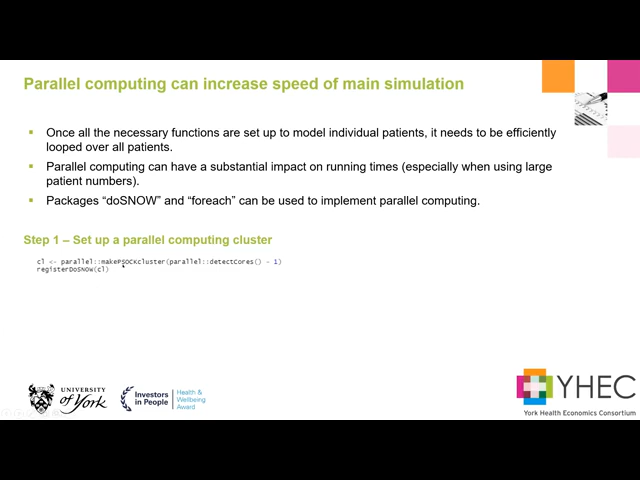 Parallel computing can increase speed of main simulation
Once all the necessary functions are set up to model individual patients, it needs to be efficiently
looped over all patients.
Parallel computing can have a substantial impact on running times (especially when using large
patient numbers).
Packages “doSNOW” and “foreach” can be used to implement parallel computing.
Step 1 – Set up a parallel computing cluster
cl <- parallel::makePSOCKcluster(parallel::detectCores() - 1)
registerDoSNOW(cl)
UNIVERSITY
of York
Investors
in People
Health &
Wellbeing
Award
YHEC
York Health Economics Consortium